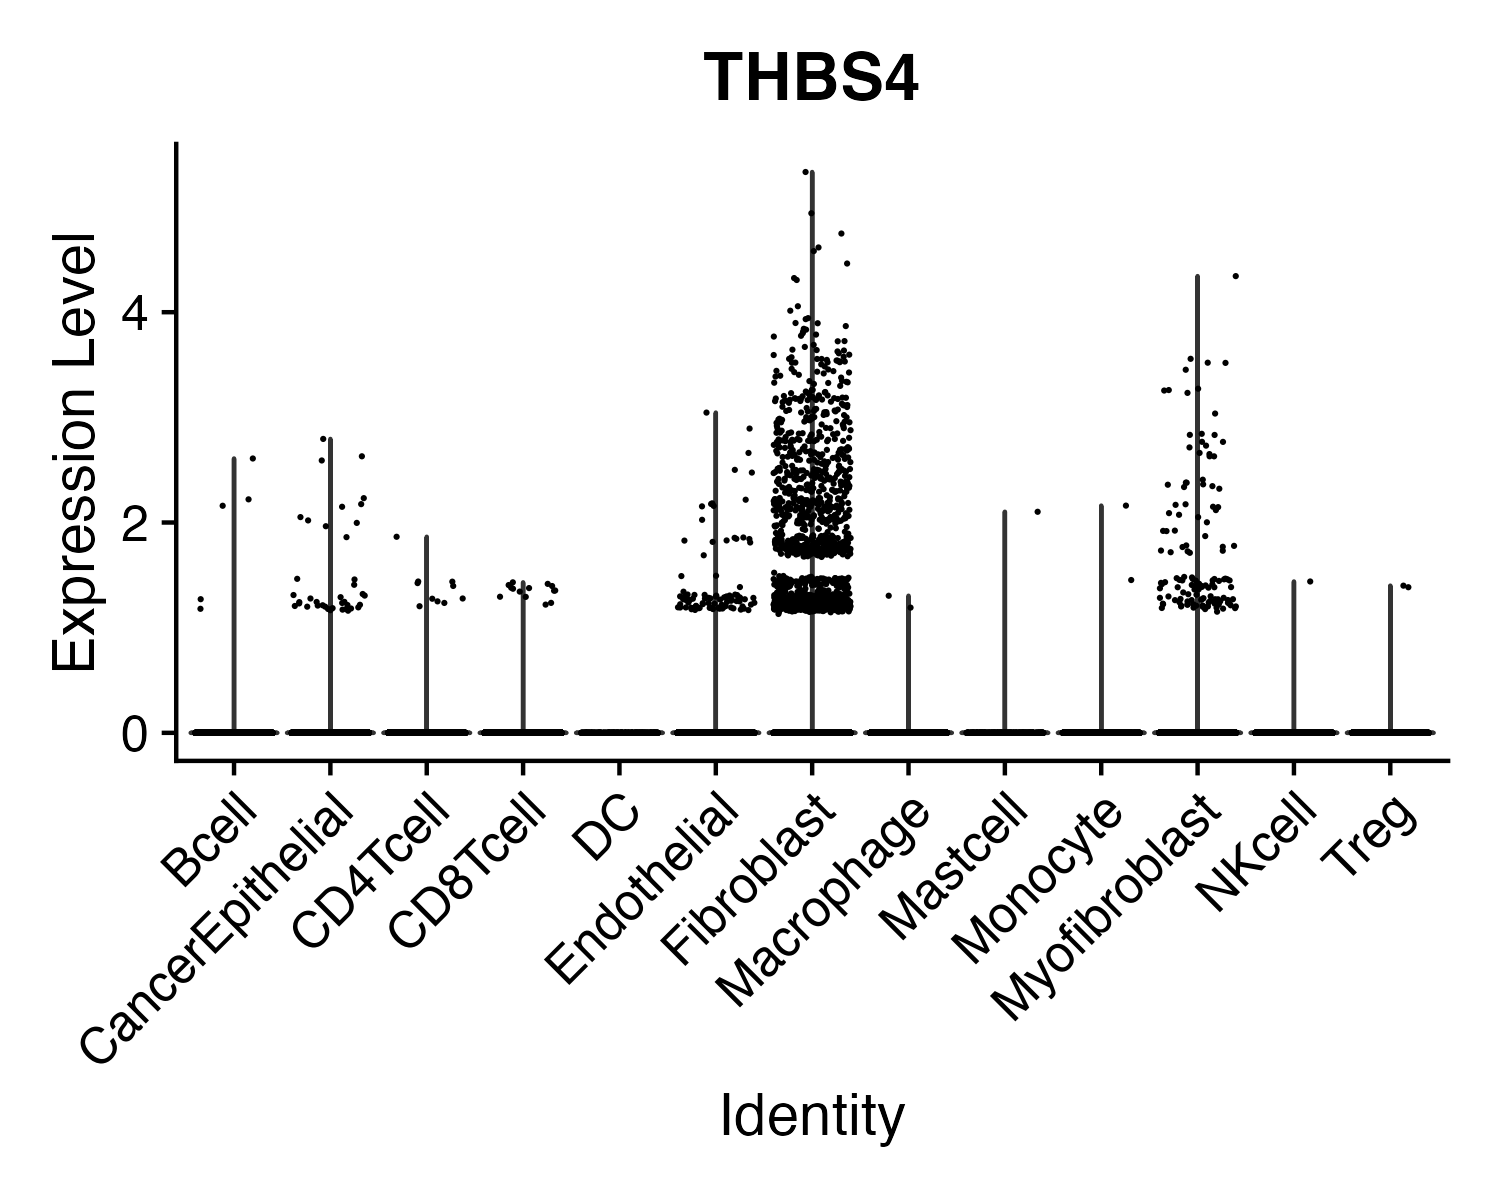 THBS4
Expression Level
4
2
0
Bcell
CancerEpithelial
CD4Tcell
CD8Tcell
DC
Endothelial
Fibroblast
Macrophage
Mastcell
Monocyte
Myofibroblast
NKcell
Treg
Identity